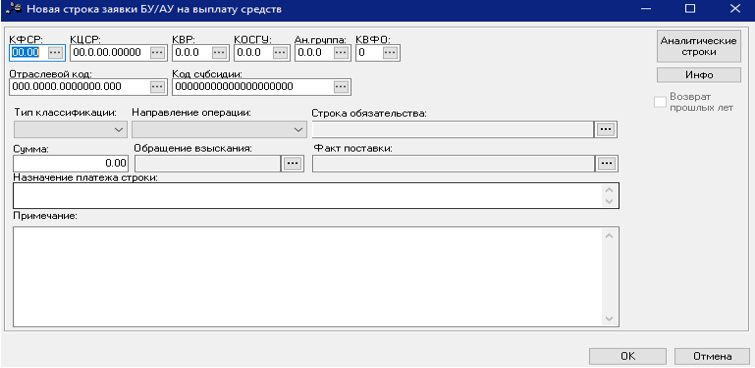 Новая строка заявки БУ/АУ на выплату средств
КФСР: КЦСР: КВР: КОСГУ: Ан.группа: КВФО:
00.00 ... 00.0.00.00000 ... 0.0.0 ... 0.0.0 ... 0.0.0 ... 0 ...
Аналитические
строки
Отраслевой код: Код субсидии:
Инфо
000.0000.0000000.000 ... 00000000000000000000 ...
Возврат
прошлых лет
Тип классификации: Направление операции: Строка обязательства:
...
Сумма: Обращение взыскания: Факт поставки:
0.00 ... ...
Назначение платежа строки:
Примечание:
OK Отмена